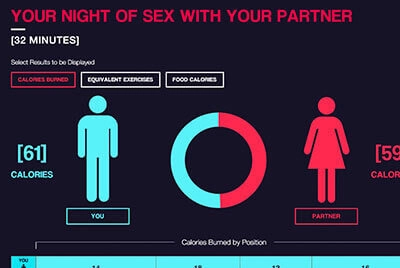 YOUR NIGHT OF SEX WITH YOUR PARTNER
[32 MINUTES]
Select Results to be Displayed
CALORIES BURNED EQUIVALENT EXERCISES FOOD CALORIES
[61] [59
CALORIES CALORIES
YOU PARTNER
Calories Burned by Position
YOU
14 18 13 16